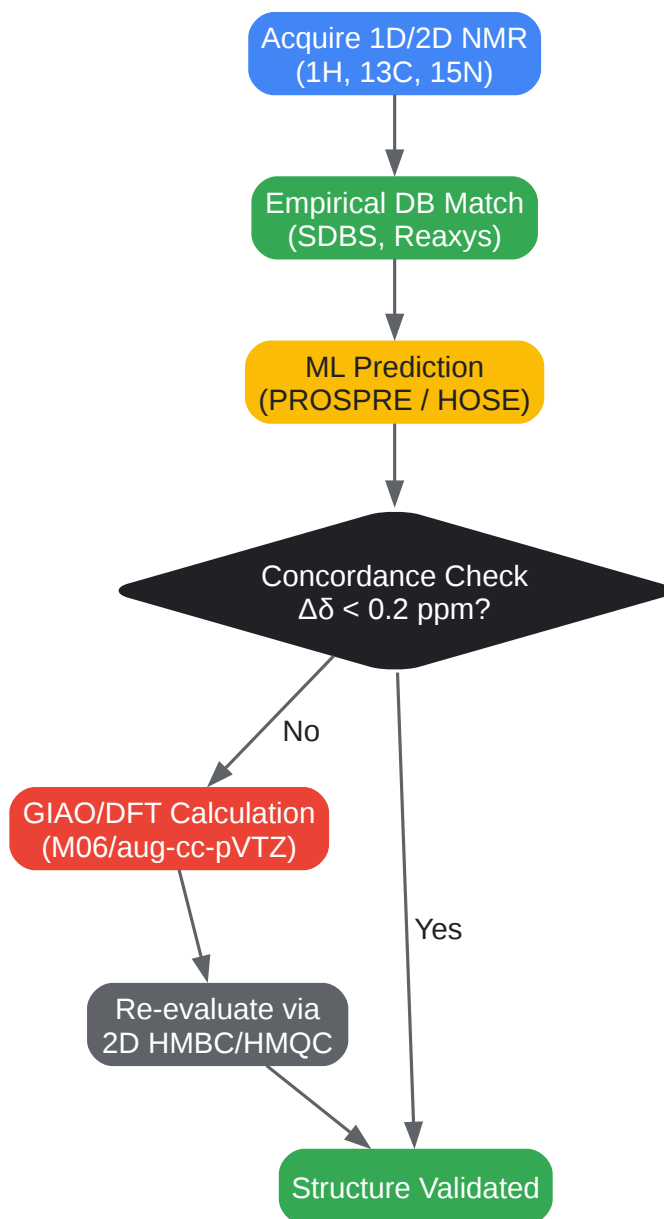 Acquire 1D/2D NMR
(1H, 13C, 15N)
Empirical DB Match
(SDBS, Reaxys)
ML Prediction
(PROSPRE / HOSE)
Concordance Check
Δδ < 0.2 ppm?
No
GIAO/DFT Calculation
(M06/aug-cc-pVTZ)
Yes
Re-evaluate via
2D HMBC/HMQC
Structure Validated